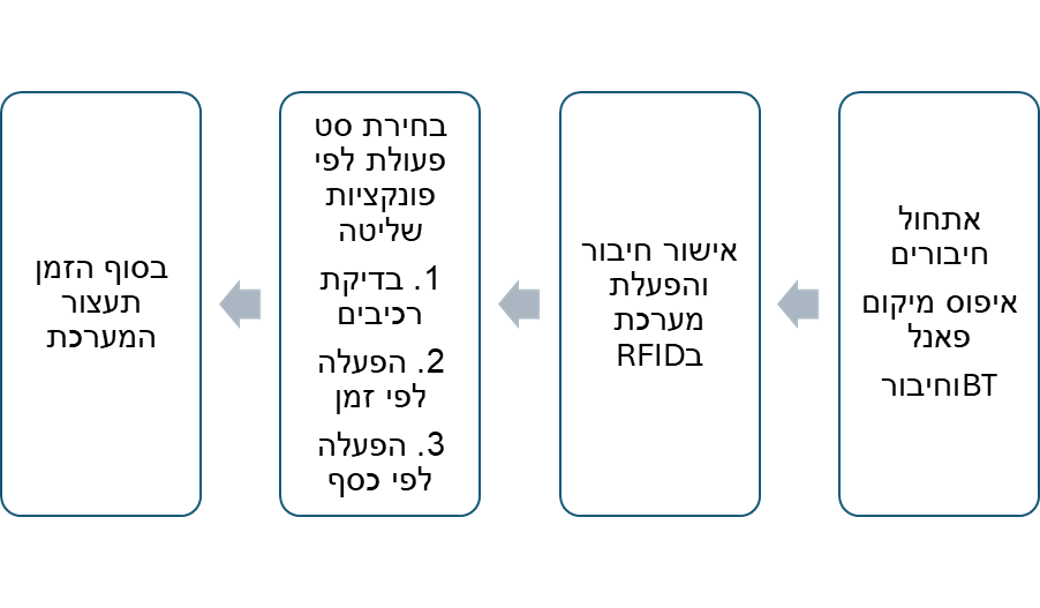 אתחול
חיבורים
איפוס מיקום
פאנל
וחיבורBT
אישור חיבור
והפעלת
מערכת
בRFID
בחירת סט
פעולת לפי
פונקציות
שליטה
1. בדיקת
רכיבים
2. הפעלה
לפי זמן
3. הפעלה
לפי כסף
בסוף הזמן
תעצור
המערכת